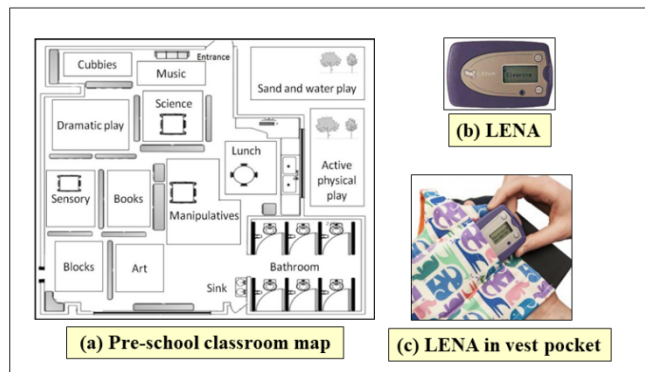 Cubbies
Entrance
Music
Sand and water play
Science
Dramatic play
Lunch
Active
physical
play
Sensory
Books
Manipulatives
Blocks
Art
Sink
Bathroom
(a) Pre-school classroom map
LENA
(b) LENA
(c) LENA in vest pocket